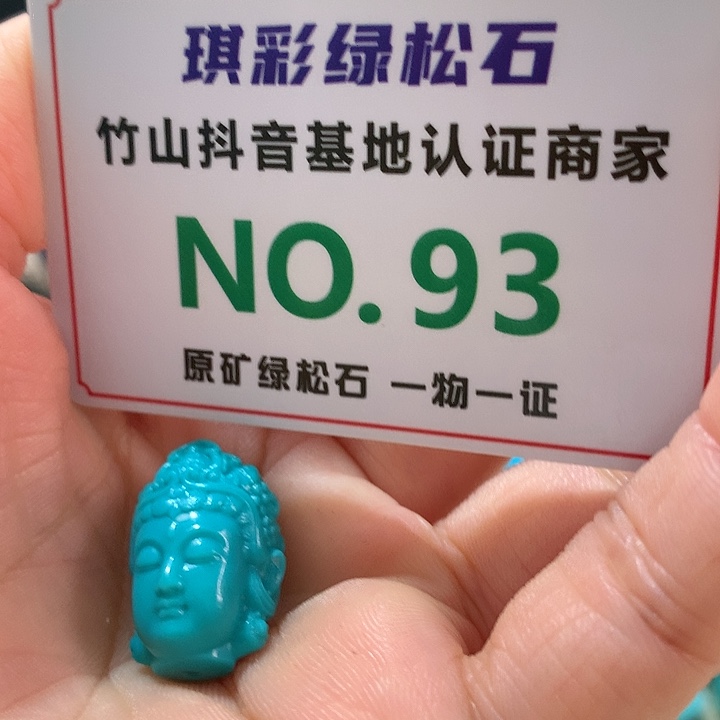 琪彩绿松石
竹山抖音基地认证商家
NO.93
原矿绿松石 一物一证